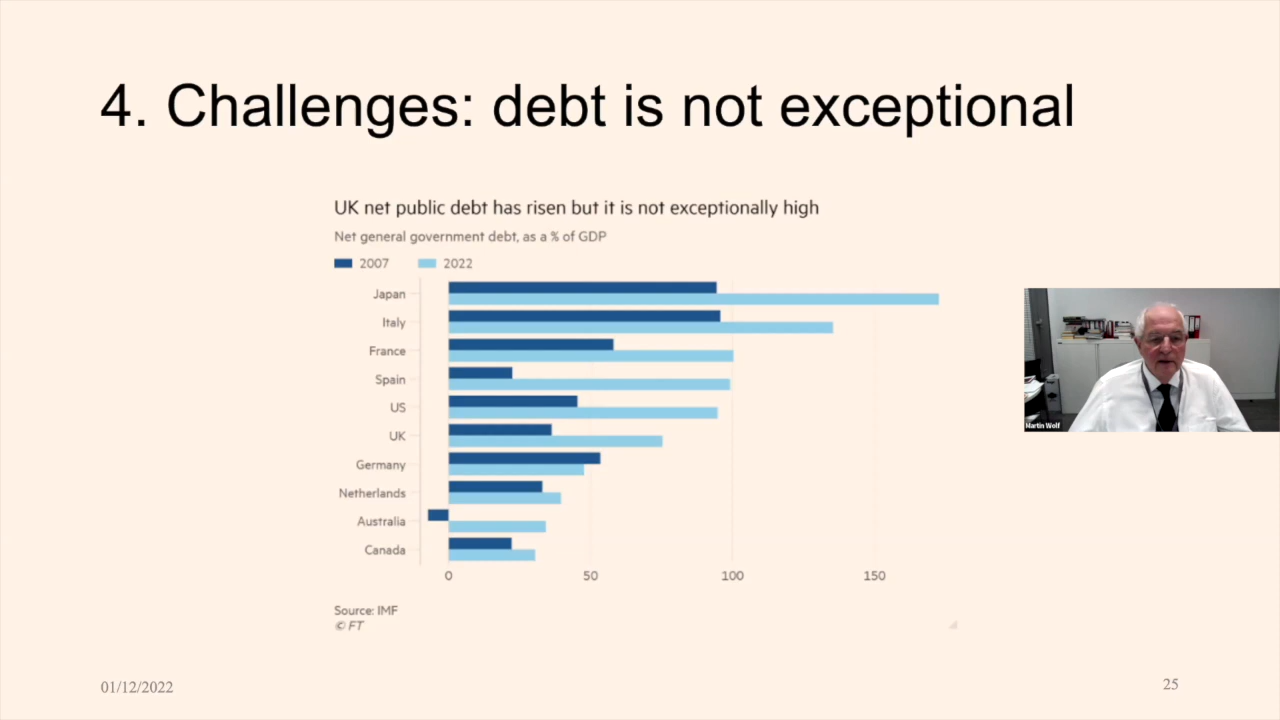 4. Challenges: debt is not exceptional
UK net public debt has risen but it is not exceptionally high
Net general government debt, as a % of GDP
2007 2022
Japan
Italy
France
Spain
US
UK
Germany
Netherlands
Australia
Canada
0 50 100 150
Source: IMF
© FT
Martin Wolf
01/12/2022
25